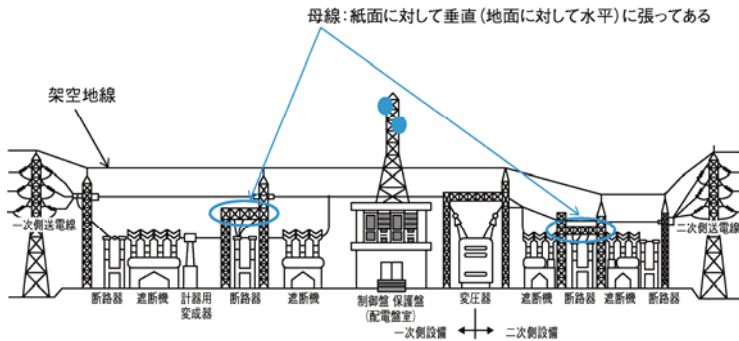 母線：紙面に対して垂直（地面に対して水平）に張ってある
架空地線
一次側送電線
二次側送電線
断路器
遮断機
計器用
変成器
断路器
遮断機
制御盤 保護盤
（配電盤室）
変圧器
遮断機
断路器
遮断機
断路器
一次側設備
二次側設備